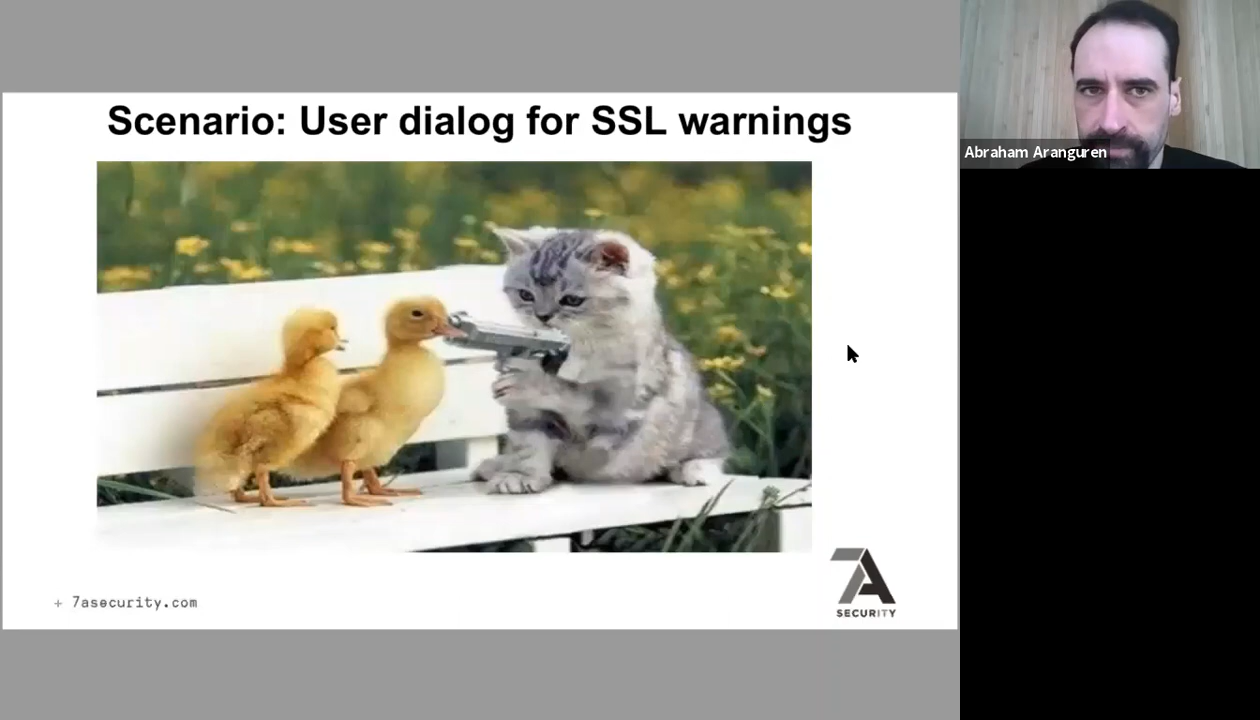 Scenario: User dialog for SSL warnings
Abraham Aranguren
+ 7asecurity.com
7A
SECURITY